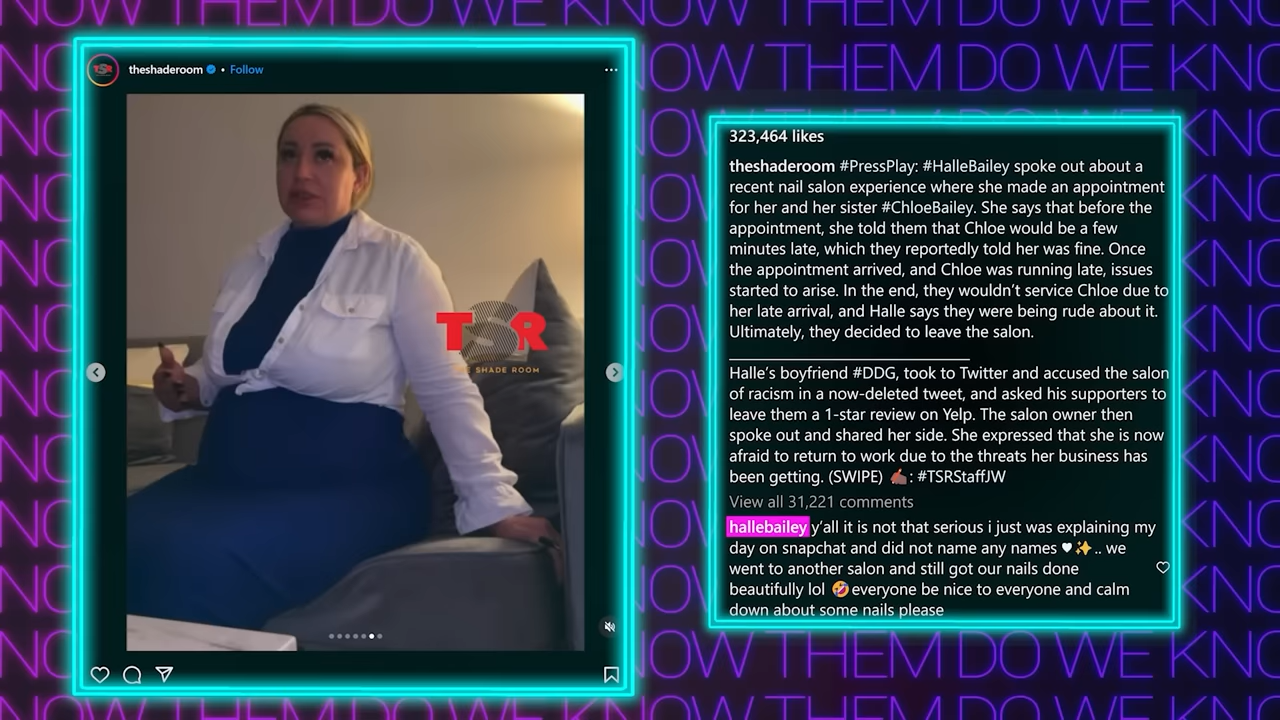 NOW THEM DO WE KNOW THEM DO WE KNO
theshaderoom • Follow
TSR
TSR
THE SHADE ROOM
323,464 likes
theshaderoom #PressPlay: #HalleBailey spoke out about a
recent nail salon experience where she made an appointment
for her and her sister #ChloeBailey. She says that before the
appointment, she told them that Chloe would be a few
minutes late, which they reportedly told her was fine. Once
the appointment arrived, and Chloe was running late, issues
started to arise. In the end, they wouldn't service Chloe due to
her late arrival, and Halle says they were being rude about it.
Ultimately, they decided to leave the salon.
Halle's boyfriend #DDG, took to Twitter and accused the salon
of racism in a now-deleted tweet, and asked his supporters to
leave them a 1-star review on Yelp. The salon owner then
spoke out and shared her side. She expressed that she is now
afraid to return to work due to the threats her business has
been getting. (SWIPE) ✍🏾: #TSRStaffJW
View all 31,221 comments
hallebailey y'all it is not that serious i just was explaining my
day on snapchat and did not name any names 🤍✨.. we
went to another salon and still got our nails done
beautifully lol 🤣 everyone be nice to everyone and calm
down about some nails please